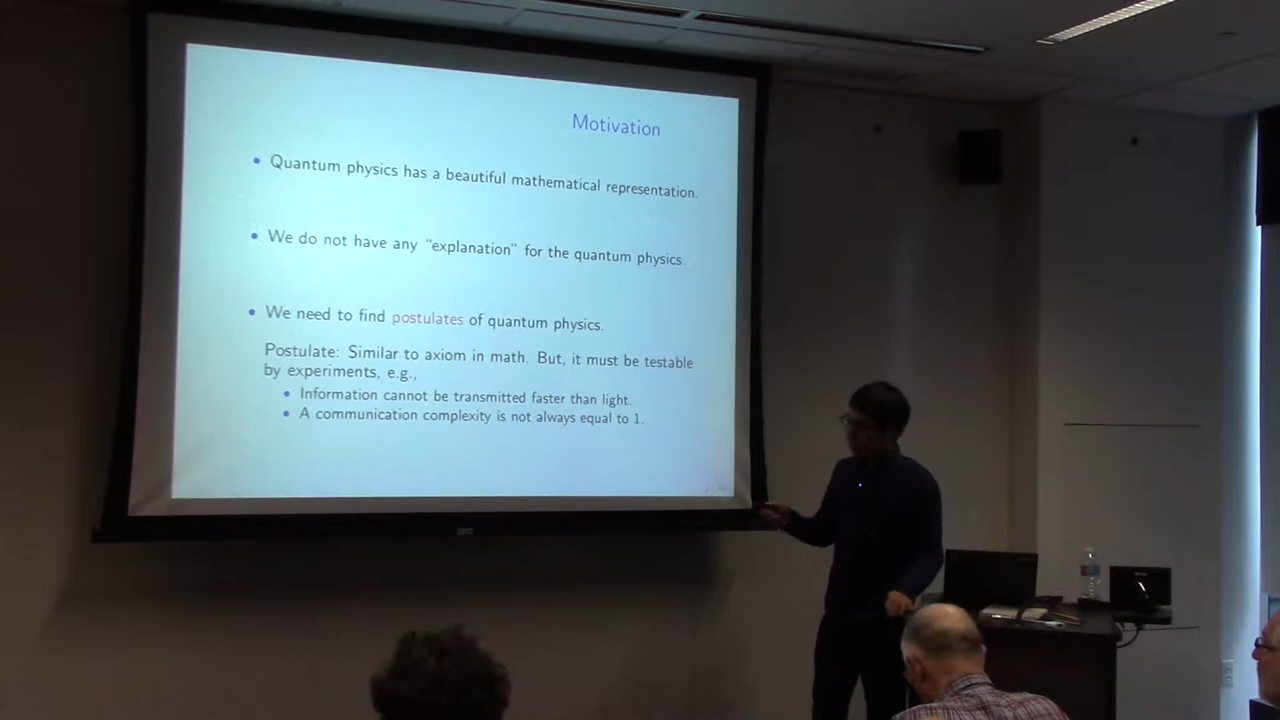 Motivation
• Quantum physics has a beautiful mathematical representation.
• We do not have any “explanation” for the quantum physics.
• We need to find postulates of quantum physics.
Postulate: Similar to axiom in math. But, it must be testable
by experiments, e.g.,
• Information cannot be transmitted faster than light.
• A communication complexity is not always equal to 1.